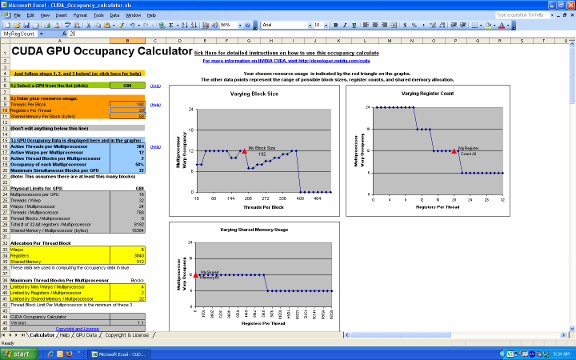 Microsoft Excel - CUDA_Occupancy_calculator.xls
File Edit View Insert Format Tools Data Window Help
Type a question for help
Arial
10
MyRegCount
20
CUDA GPU Occupancy Calculator
Click Here for detailed instructions on how to use this occupancy calculator
For more information on NVIDIA CUDA, visit http://developer.nvidia.com/cuda
Just follow steps 1, 2, and 3 below! (or click here for help)
Your chosen resource usage is indicated by the red triangle on the graphs.
The other data points represent the range of possible block sizes, register counts, and shared memory allocation.
1.) Select a GPU from the list (click): G80 (Help)
2.) Enter your resource usage:
Threads Per Block 192 (Help)
Registers Per Thread 20
Shared Memory Per Block (bytes)
(Don't edit anything below this line)
3.) GPU Occupancy Data is displayed here and in the graphs:
Active Threads per Multiprocessor 384 (Help)
Active Warps per Multiprocessor 12
Active Thread Blocks per Multiprocessor 2
Occupancy of each Multiprocessor 50%
Maximum Simultaneous Blocks per GPU 32
(Note: This assumes there are at least this many blocks)
Physical Limits for GPU: G80
Multiprocessors per GPU 16
Threads / Warp 32
Warps / Multiprocessor 24
Threads / Multiprocessor 768
Thread Blocks / Multiprocessor 8
Total # of 32-bit registers / Multiprocessor 8192
Shared Memory / Multiprocessor (bytes) 16384
Allocation Per Thread Block
Warps 6
Registers 3840
Shared Memory 512
These data are used in computing the occupancy data in blue
Maximum Thread Blocks Per Multiprocessor Blocks
Limited by Max Warps / Multiprocessor 4
Limited by Registers / Multiprocessor 2
Limited by Shared Memory / Multiprocessor 32
Thread Block Limit Per Multiprocessor is the minimum of these 3
CUDA Occupancy Calculator
Version: 1.1
Copyright and License
Varying Block Size
Multiprocessor
Warp Occupancy
My Block Size
192
Threads Per Block
Varying Register Count
Multiprocessor
Warp Occupancy
My Register
Count 20
Registers Per Thread
Varying Shared Memory Usage
Multiprocessor
Warp Occupancy
My Shared
Calculator / Help / GPU Data / Copyright & License
start
Microsoft Excel - CUD...
9:34 AM